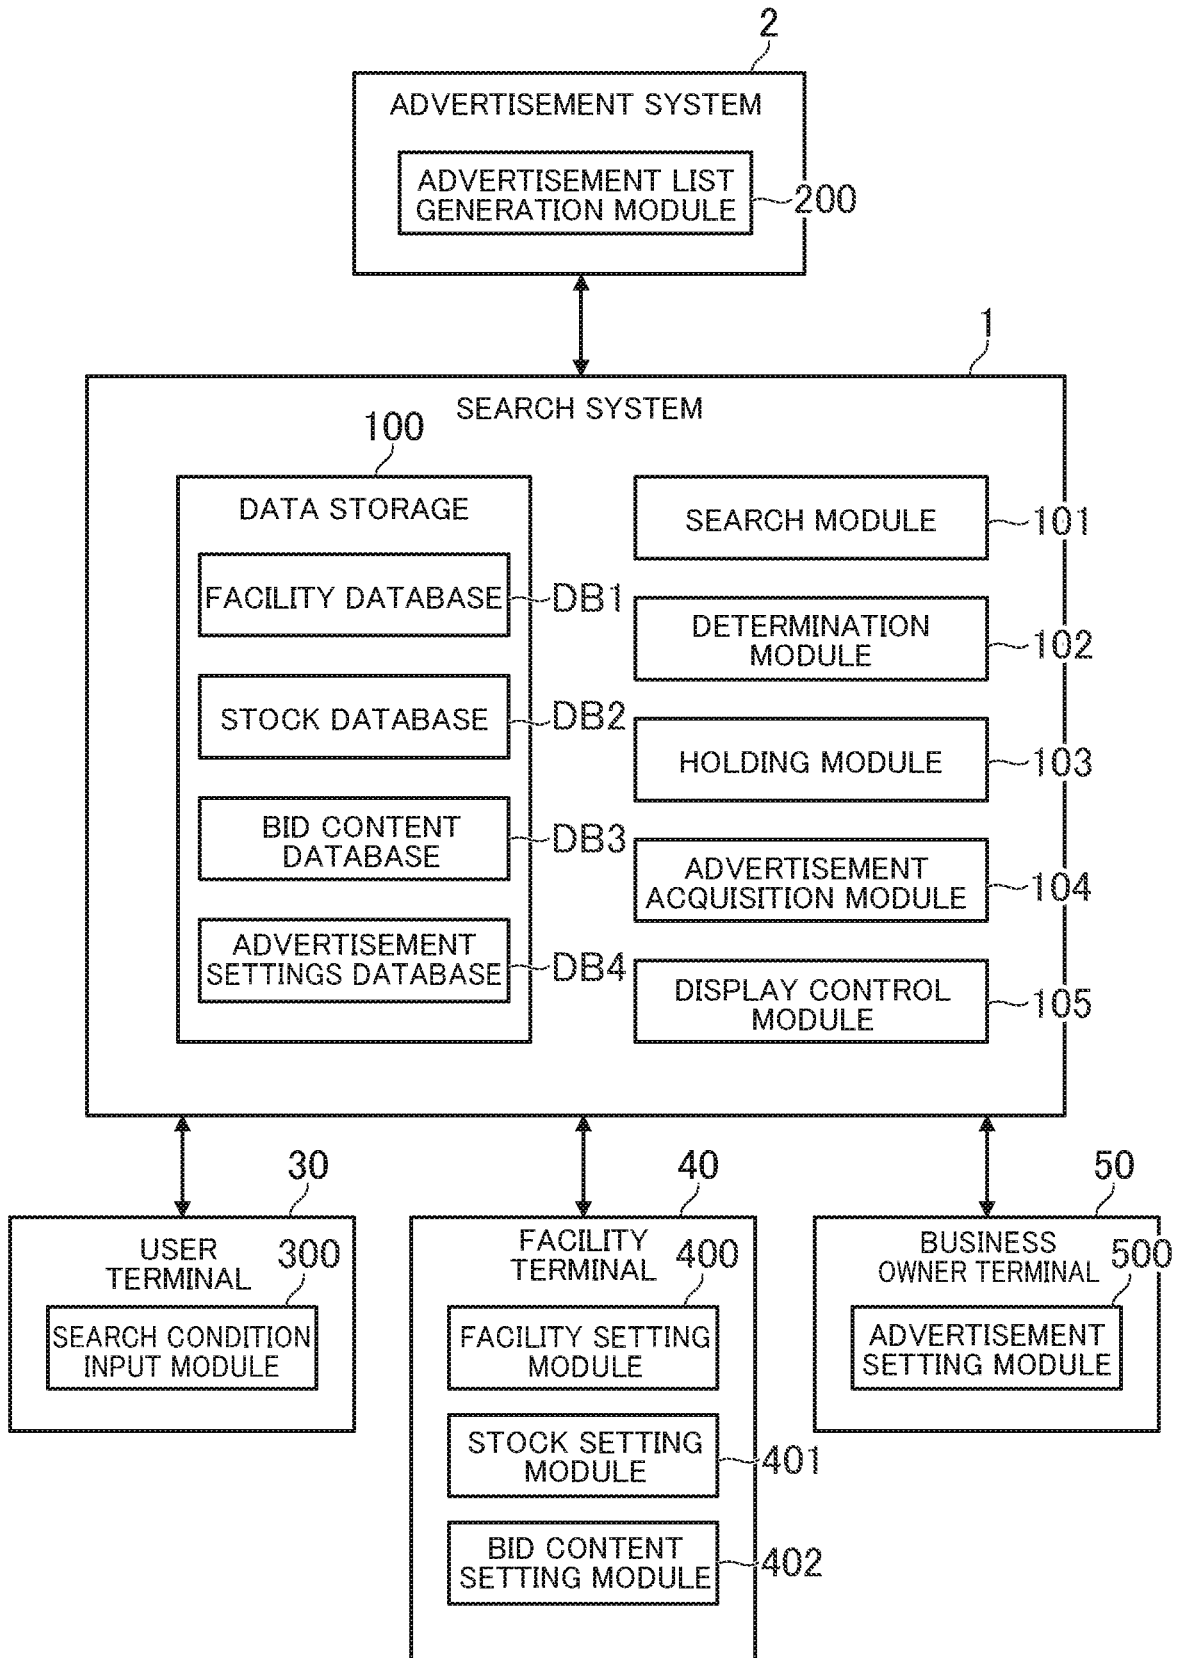 2
ADVERTISEMENT SYSTEM
ADVERTISEMENT LIST
GENERATION MODULE
200
1
SEARCH SYSTEM
100
DATA STORAGE
FACILITY DATABASE
DB1
STOCK DATABASE
DB2
BID CONTENT
DATABASE
DB3
ADVERTISEMENT
SETTINGS DATABASE
DB4
SEARCH MODULE
101
DETERMINATION
MODULE
102
HOLDING MODULE
103
ADVERTISEMENT
ACQUISITION MODULE
104
DISPLAY CONTROL
MODULE
105
30
USER
TERMINAL
300
SEARCH CONDITION
INPUT MODULE
40
FACILITY
TERMINAL
400
FACILITY SETTING
MODULE
STOCK SETTING
MODULE
401
BID CONTENT
SETTING MODULE
402
50
BUSINESS
OWNER TERMINAL
500
ADVERTISEMENT
SETTING MODULE